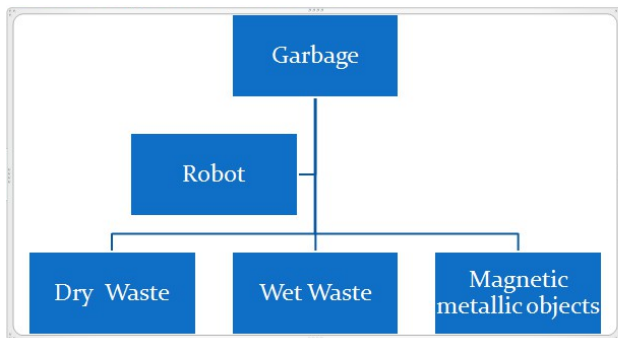 Garbage
Robot
Dry Waste
Wet Waste
Magnetic
metallic objects